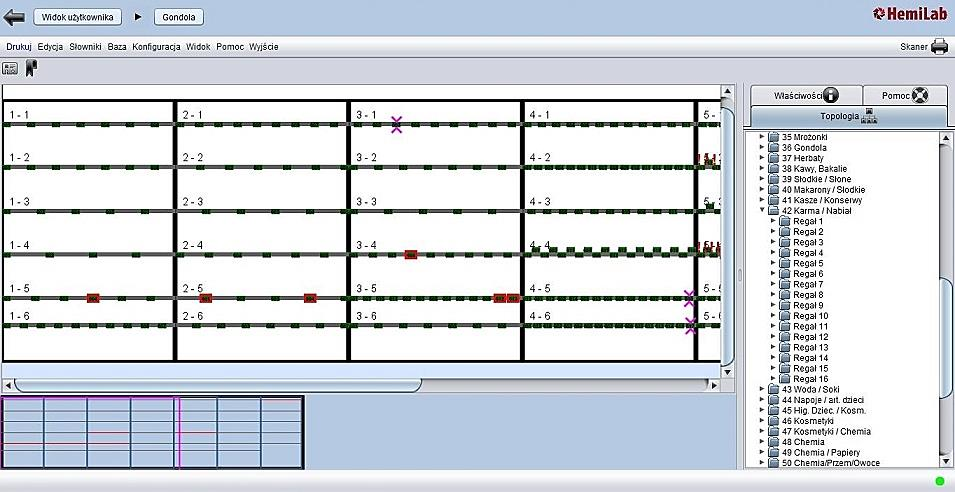 Widok użytkownika Gondola HemiLab
Drukuj Edycja Słowniki Baza Konfiguracja Widok Pomoc Wyjście Skaner
Właściwości Pomoc
Topologia
1 - 1 2 - 1 3 - 1 4 - 1 5 - 1
1 - 2 2 - 2 3 - 2 4 - 2
1 - 3 2 - 3 3 - 3 4 - 3
1 - 4 2 - 4 3 - 4 4 - 4
1 - 5 2 - 5 3 - 5 4 - 5
1 - 6 2 - 6 3 - 6 4 - 6
35 Mrożonki
36 Gondola
37 Herbaty
38 Kawy, Bakalie
39 Słodkie / Słone
40 Makarony / Słodkie
41 Kasze / Konserwy
42 Karma / Nabiał
Regał 1
Regał 2
Regał 3
Regał 4
Regał 5
Regał 6
Regał 7
Regał 8
Regał 9
Regał 10
Regał 11
Regał 12
Regał 13
Regał 14
Regał 15
Regał 16
43 Woda / Soki
44 Napoje / art. dzieci
45 Hig. Dziec. / Kosm.
46 Kosmetyki
47 Kosmetyki / Chemia
48 Chemia
49 Chemia / Papiery
50 Chemia/Przem/Owoce